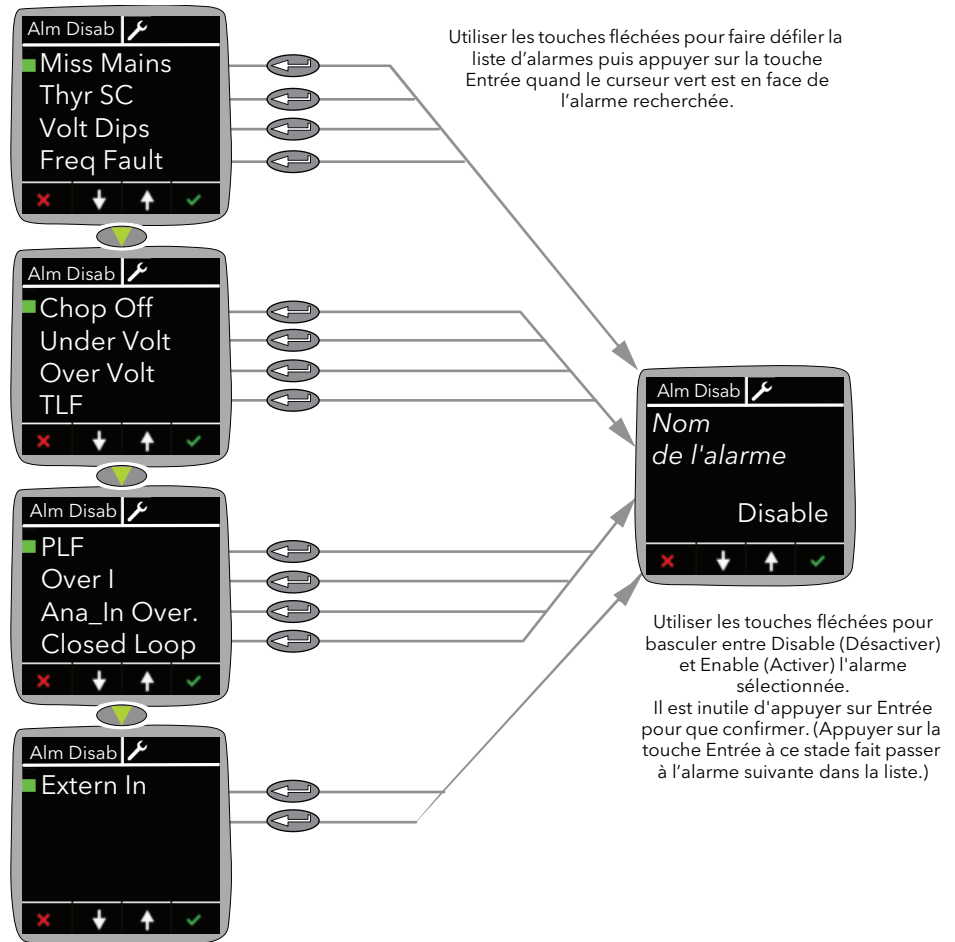 Alm Disab
Miss Mains
Thyr SC
Volt Dips
Freq Fault
Utiliser les touches fléchées pour faire défiler la
liste d'alarmes puis appuyer sur la touche
Entrée quand le curseur vert est en face de
l'alarme recherchée.
Alm Disab
Chop Off
Under Volt
Over Volt
TLF
Alm Disab
PLF
Over I
Ana_In Over.
Closed Loop
Alm Disab
Extern In
Alm Disab
Nom
de l'alarme
Disable
Utiliser les touches fléchées pour
basculer entre Disable (Désactiver)
et Enable (Activer) l'alarme
sélectionnée.
Il est inutile d'appuyer sur Entrée
pour que confirmer. (Appuyer sur la
touche Entrée à ce stade fait passer
à l'alarme suivante dans la liste.)